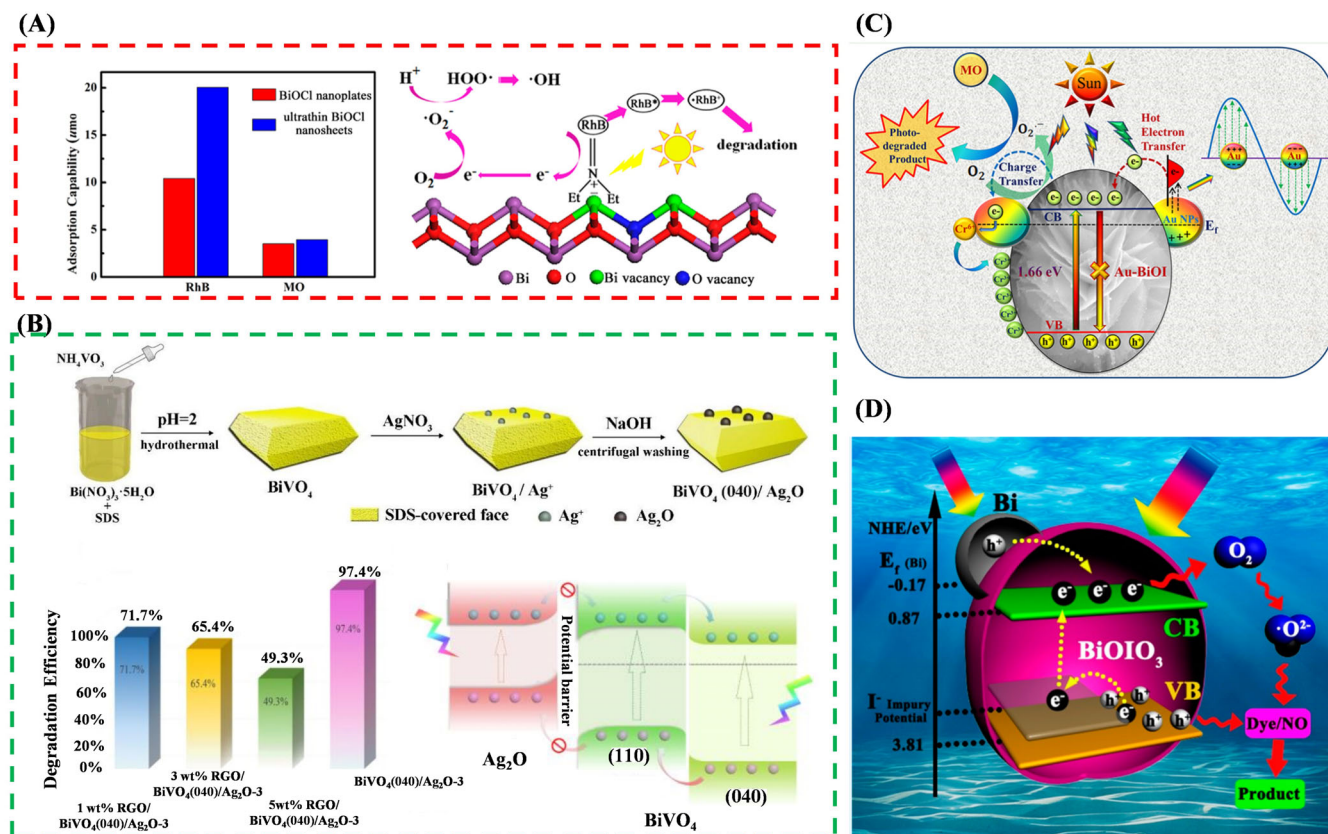 (A)
20
15
10
5
0
Adsorption Capability (μmo
BiOCl nanoplates
ultrathin BiOCl
nanosheets
RhB
MO
H⁺
HOO·
·OH
·O₂⁻
O₂
e⁻
e⁻
RhB
RhB*
·RhB⁺
degradation
N
+
Et
Et
Bi
O
Bi vacancy
O vacancy
(B)
NH₄VO₃
Bi(NO₃)₃·5H₂O
+
SDS
pH=2
hydrothermal
BiVO₄
AgNO₃
BiVO₄ / Ag⁺
NaOH
centrifugal washing
BiVO₄ (040)/ Ag₂O
SDS-covered face
Ag⁺
Ag₂O
Degradation Efficiency
100%
80%
60%
40%
20%
0%
71.7%
71.7%
65.4%
65.4%
49.3%
49.3%
97.4%
97.4%
1 wt% RGO/
BiVO₄(040)/Ag₂O-3
3 wt% RGO/
BiVO₄(040)/Ag₂O-3
5wt% RGO/
BiVO₄(040)/Ag₂O-3
BiVO₄(040)/Ag₂O-3
Potential barrier
Ag₂O
(110)
(040)
BiVO₄
(C)
MO
Sun
Photo-
degraded
Product
O₂·⁻
O₂
Charge
Transfer
Hot
Electron
Transfer
e-
e-
e-
e-
e-
e-
e-
e-
CB
Au NPs
+++
E_f
Au
Au
Cr⁶⁺
1.66 eV
Au-BiOI
VB
h⁺ h⁺ h⁺ h⁺ h⁺
(D)
NHE/eV
E_f (Bi)
-0.17
0.87
I⁻ Impury
Potential
3.81
Bi
h⁺
e⁻ e⁻ e⁻
CB
BiOIO₃
VB
e⁻
e⁻
h⁺
h⁺
h⁺
h⁺
O₂
·O²⁻
Dye/NO
Product